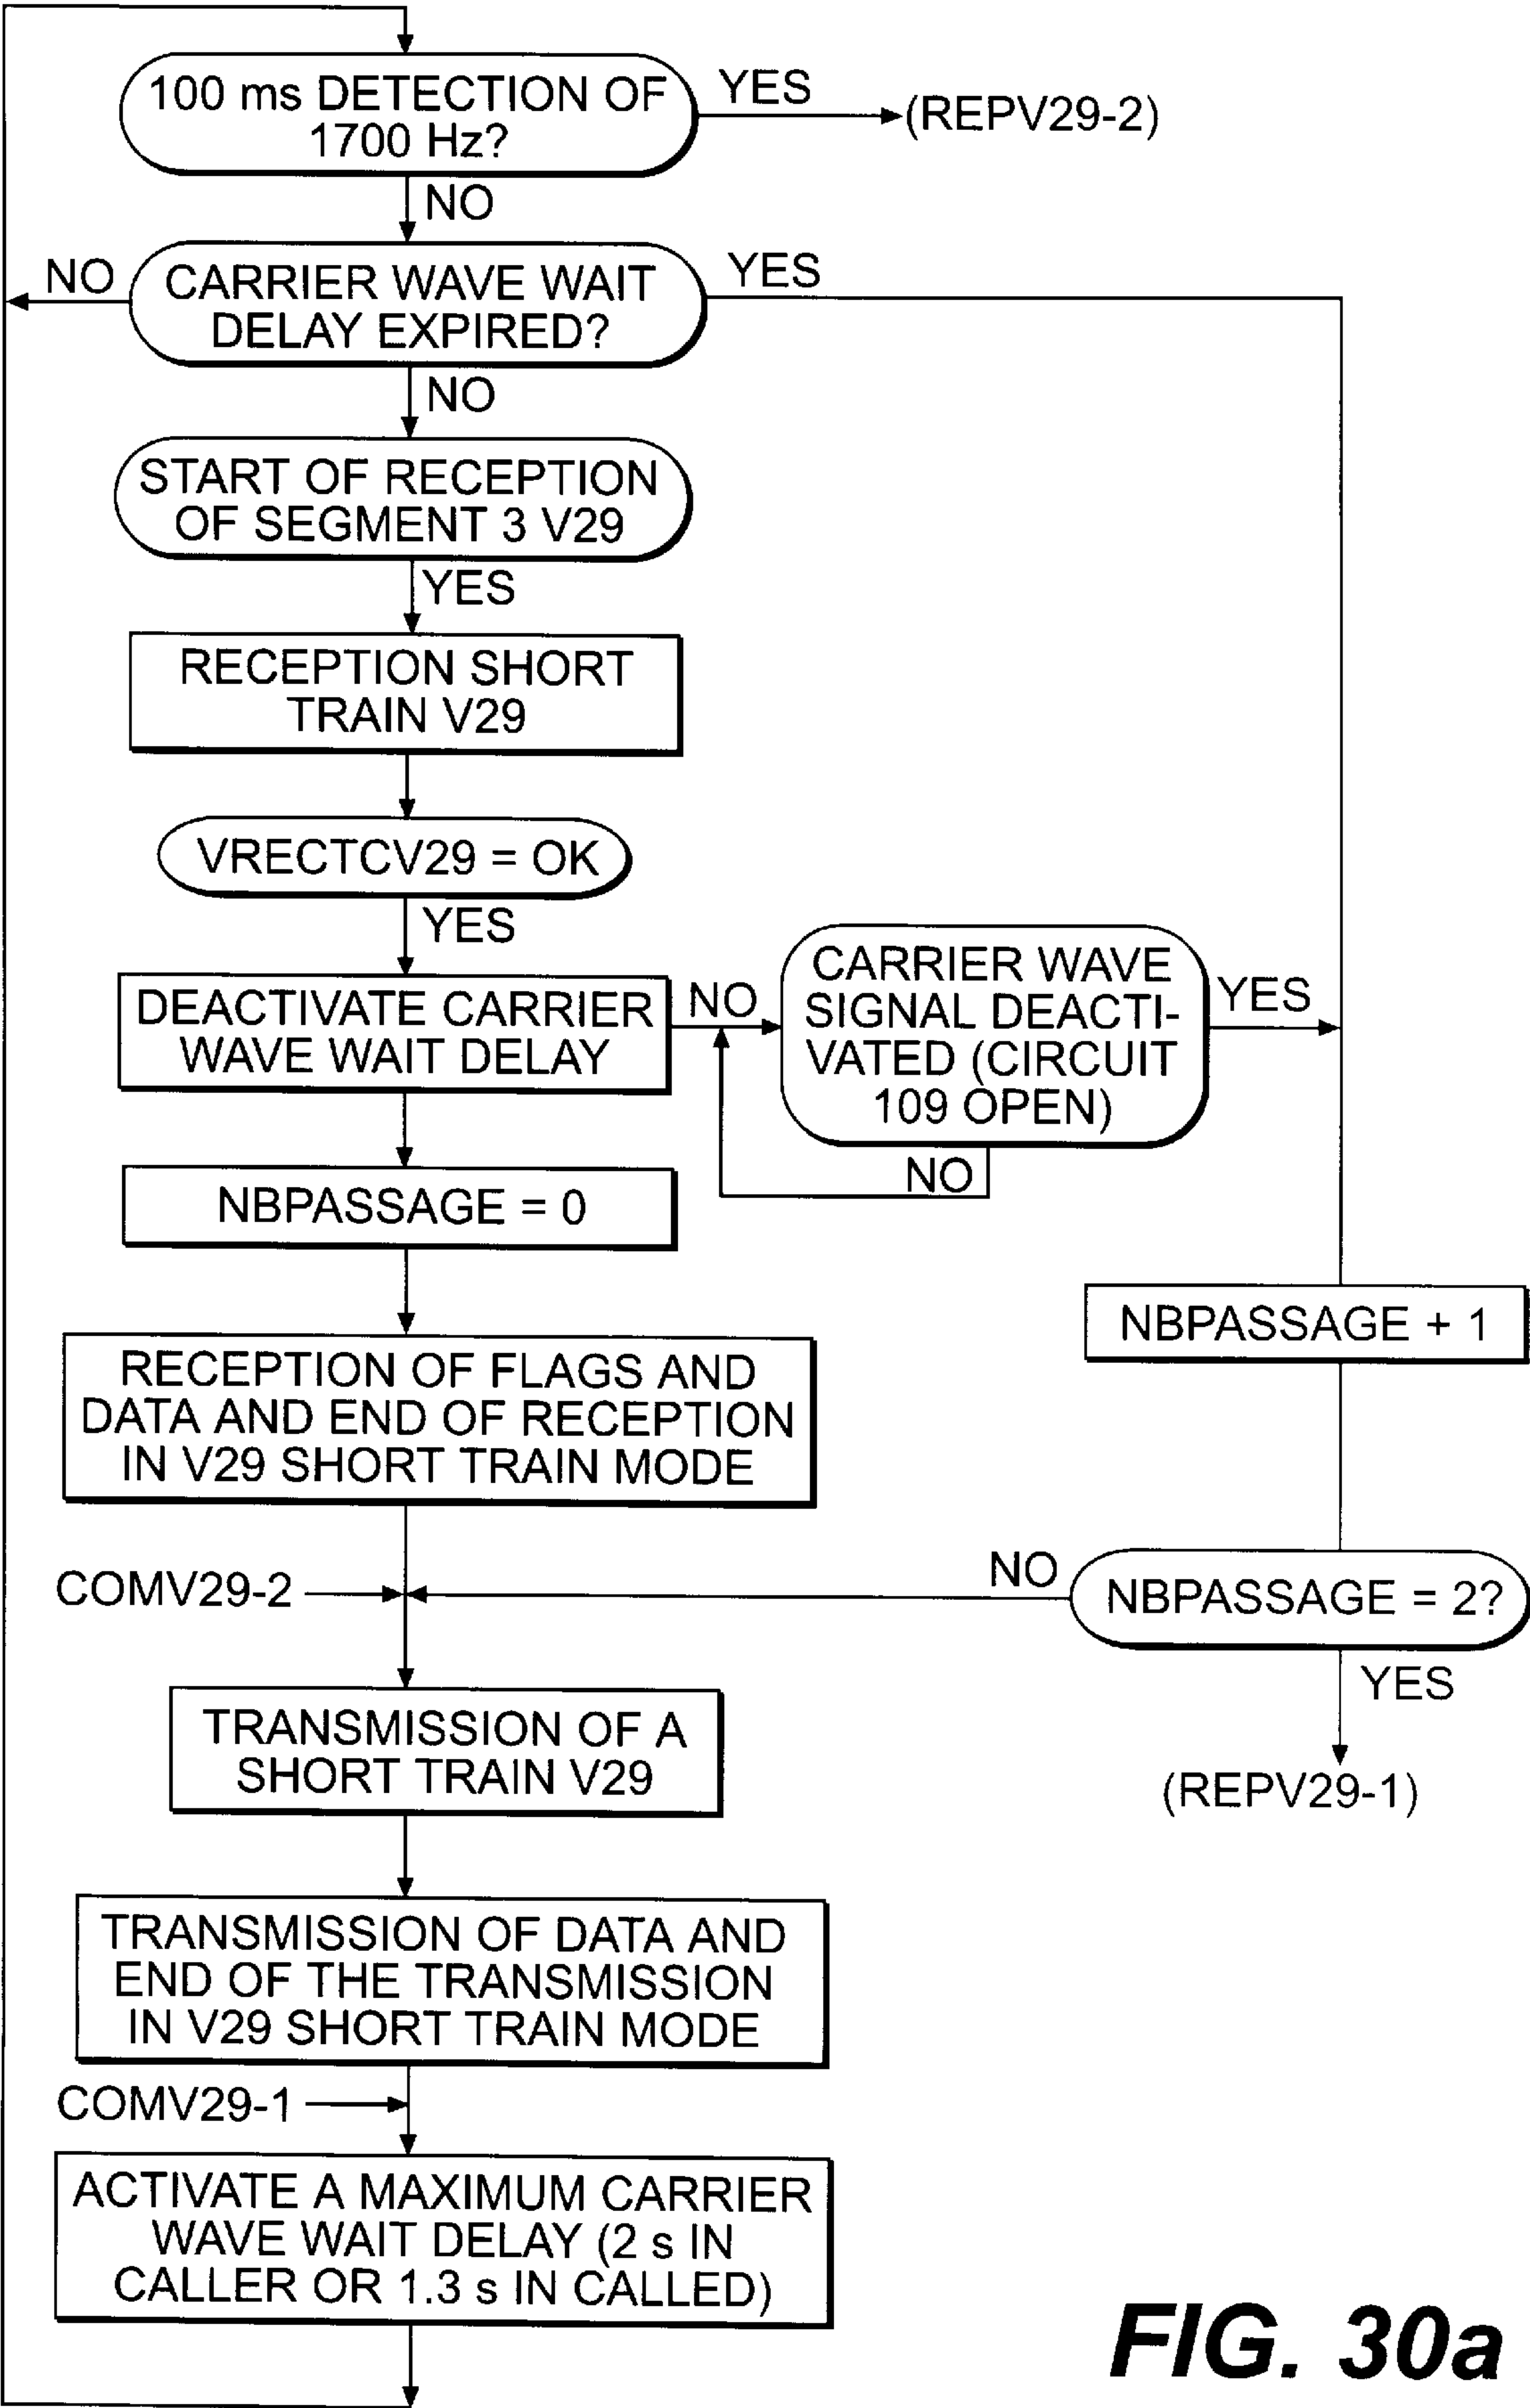 100 ms DETECTION OF
1700 Hz?
YES
(REPV29-2)
NO
CARRIER WAVE WAIT
DELAY EXPIRED?
NO
YES
NO
START OF RECEPTION
OF SEGMENT 3 V29
YES
RECEPTION SHORT
TRAIN V29
VRECTCV29 = OK
YES
DEACTIVATE CARRIER
WAVE WAIT DELAY
NO
CARRIER WAVE
SIGNAL DEACTI-
VATED (CIRCUIT
109 OPEN)
YES
NO
NBPASSAGE = 0
NBPASSAGE + 1
RECEPTION OF FLAGS AND
DATA AND END OF RECEPTION
IN V29 SHORT TRAIN MODE
COMV29-2
NO
NBPASSAGE = 2?
YES
(REPV29-1)
TRANSMISSION OF A
SHORT TRAIN V29
TRANSMISSION OF DATA AND
END OF THE TRANSMISSION
IN V29 SHORT TRAIN MODE
COMV29-1
ACTIVATE A MAXIMUM CARRIER
WAVE WAIT DELAY (2 s IN
CALLER OR 1.3 s IN CALLED)
FIG. 30a